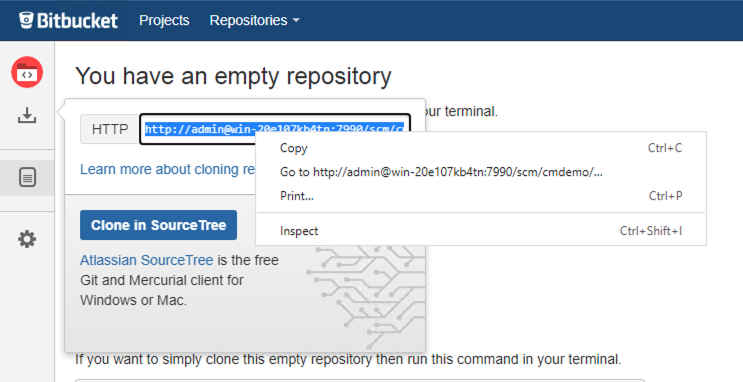 Bitbucket Projects Repositories
You have an empty repository
our terminal.
HTTP http://admin@win-20e107kb4tn:7990/scm/cm
Copy Ctrl+C
Learn more about cloning re
Go to http://admin@win-20e107kb4tn:7990/scm/cmdemo/...
Print... Ctrl+P
Clone in SourceTree
Inspect Ctrl+Shift+I
Atlassian SourceTree is the free
Git and Mercurial client for
Windows or Mac.
If you want to simply clone this empty repository then run this command in your terminal.